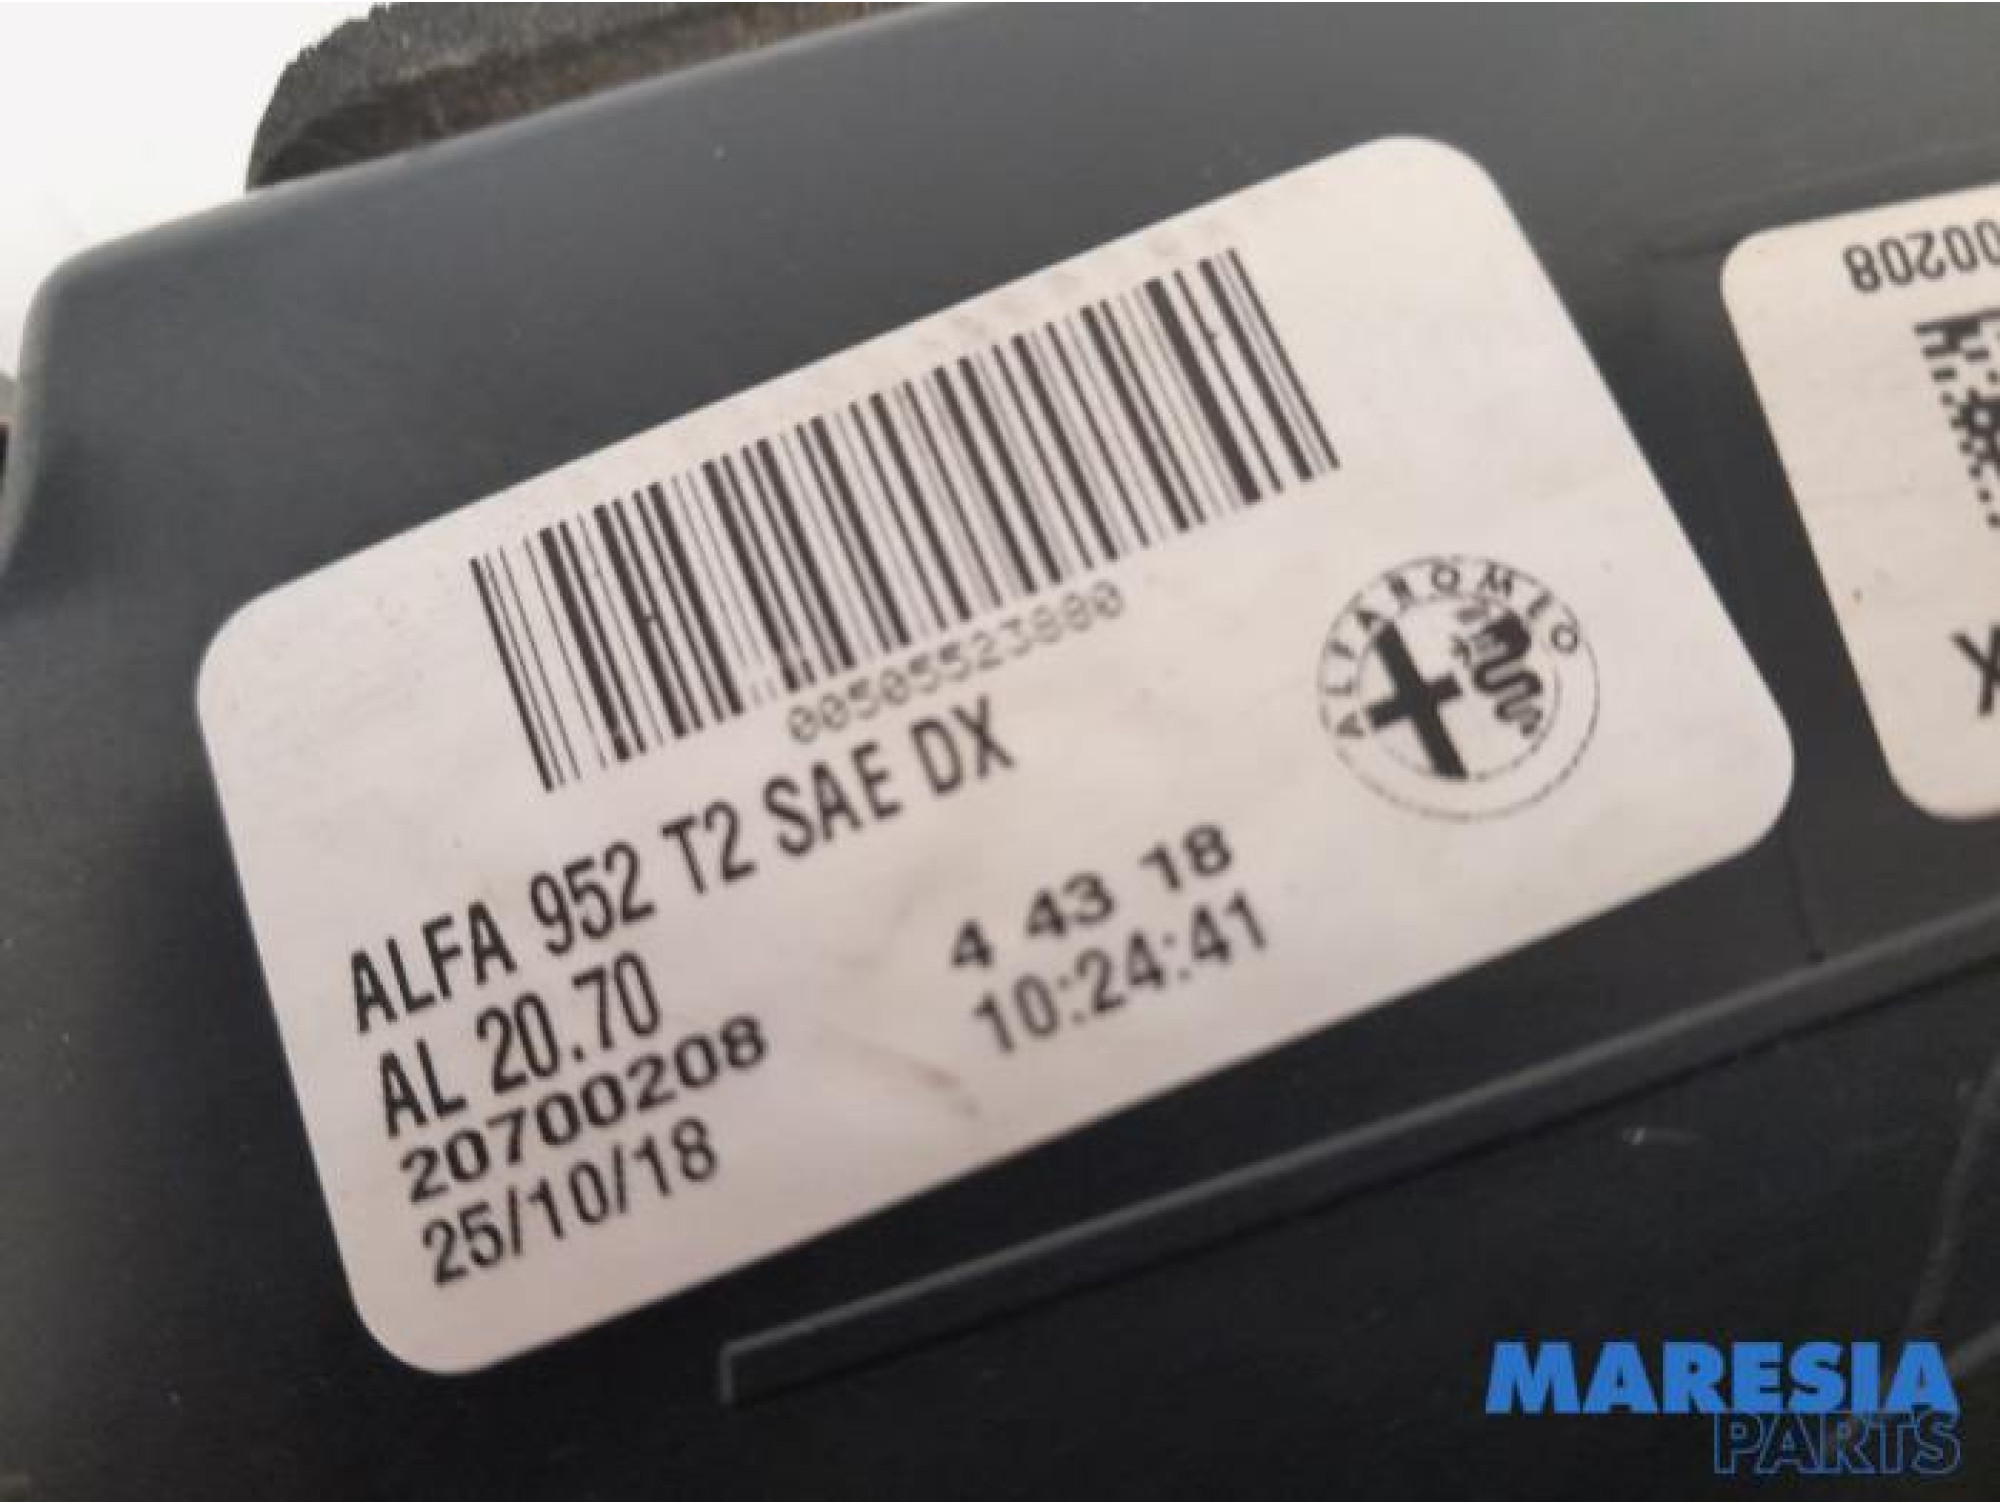 00505523880
ALFA 952 T2 SAE DX
AL 20.70
20700208
25/10/18
4 43 18
10:24:41
ALFA ROMEO
00208
X
MARESIA
PARTS